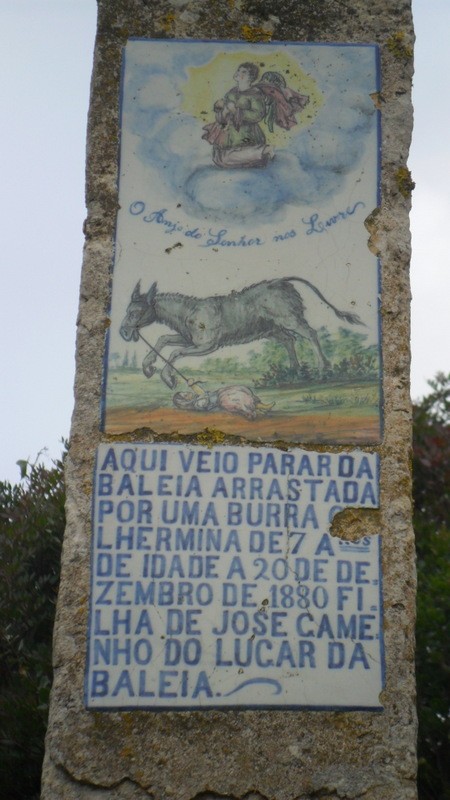 O Anjo do Senhor nos Livre
AQUI VEIO PARAR DA
BALEIA ARRASTADA
POR UMA BURRA
LHERMINA DE 7 A
DE IDADE A 20 DE DE
ZEMBRO DE 1880 FI
LHA DE JOSE GAME
NHO DO LUGAR DA
BALEIA.